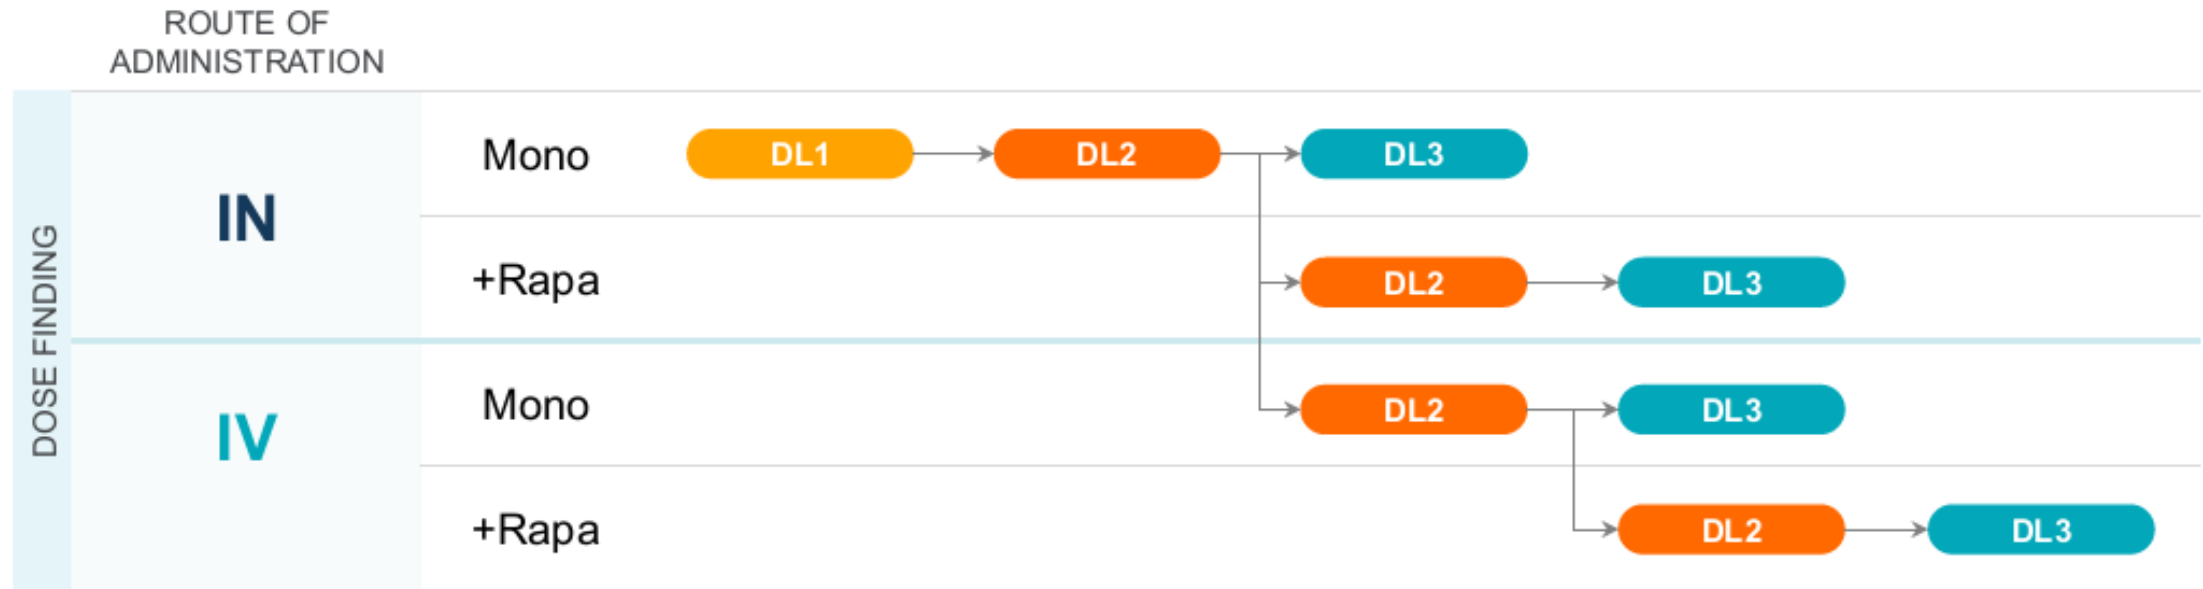 ROUTE OF
ADMINISTRATION
DOSE FINDING
IN
Mono
DL1
DL2
DL3
+Rapa
DL2
DL3
IV
Mono
DL2
DL3
+Rapa
DL2
DL3